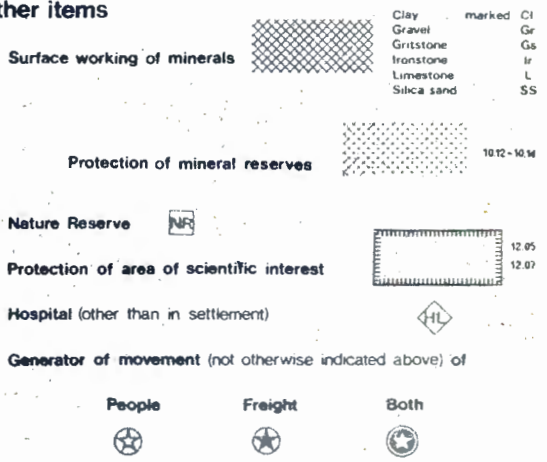 ther items
Clay marked Cl
Gravel Gr
Gritstone Gs
Ironstone Ir
Limestone L
Silica sand SS
Surface working of minerals
Protection of mineral reserves 10.12-10.14
Nature Reserve NR
Protection of area of scientific interest 12.05
12.07
Hospital (other than in settlement) HL
Generator of movement (not otherwise indicated above) of
People Freight Both